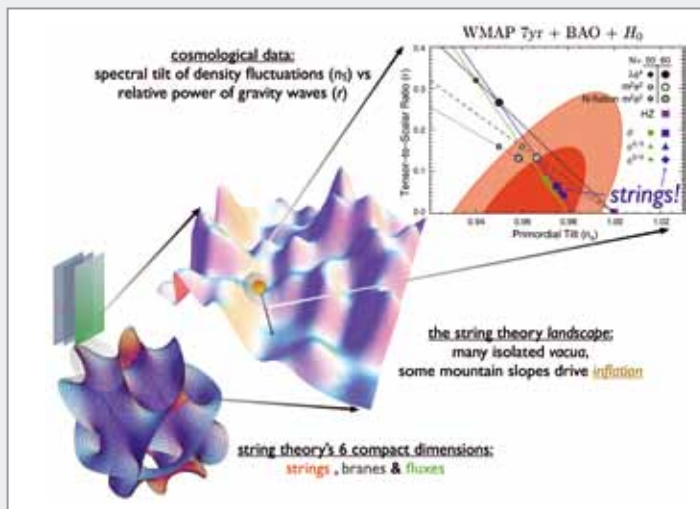 WMAP 7yr + BAO + H₀
cosmological data:
spectral tilt of density fluctuations (nₛ) vs
relative power of gravity waves (r)
Tensor-to-Scalar Ratio (r)
0.4
0.3
0.2
0.1
0.0
N= 50 60
HZ
strings!
0.94 0.96 0.98 1.00 1.02
Primordial Tilt (nₛ)
the string theory landscape:
many isolated vacua,
some mountain slopes drive inflation
string theory's 6 compact dimensions:
strings , branes & fluxes